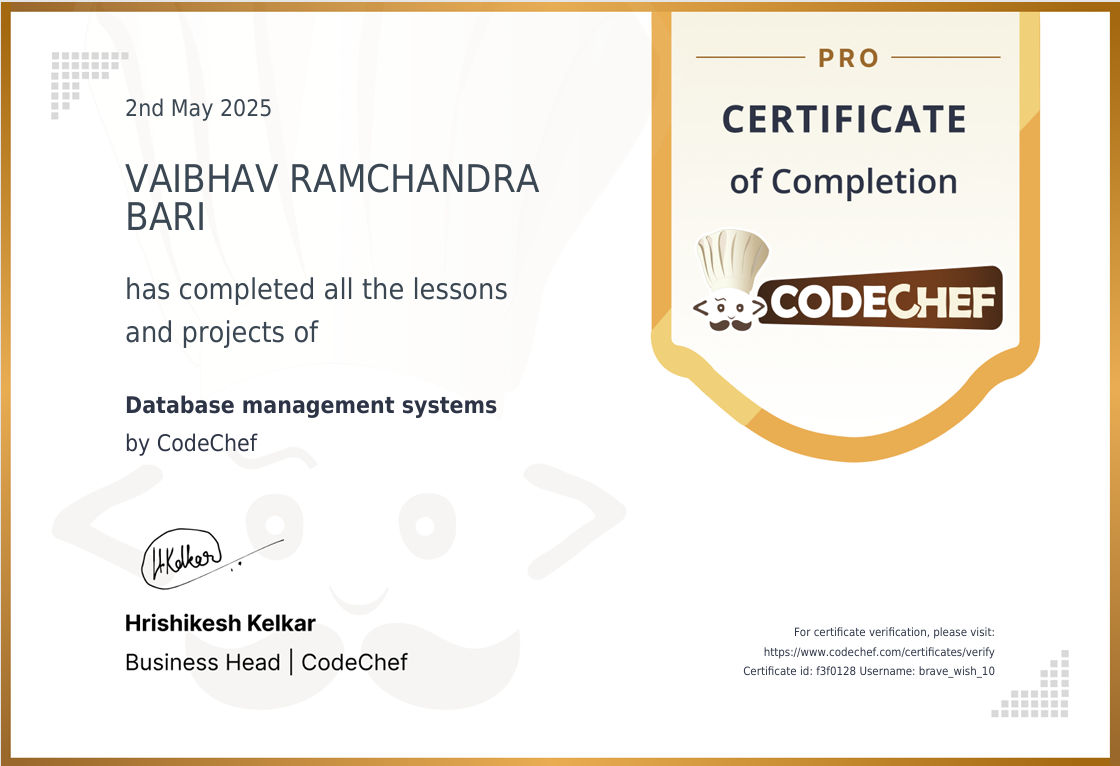 2nd May 2025
VAIBHAV RAMCHANDRA
BARI
has completed all the lessons
and projects of
Database management systems
by CodeChef
H.Kelkar
Hrishikesh Kelkar
Business Head | CodeChef
PRO
CERTIFICATE
of Completion
CODECHEF
For certificate verification, please visit:
https://www.codechef.com/certificates/verify
Certificate id: f3f0128 Username: brave_wish_10